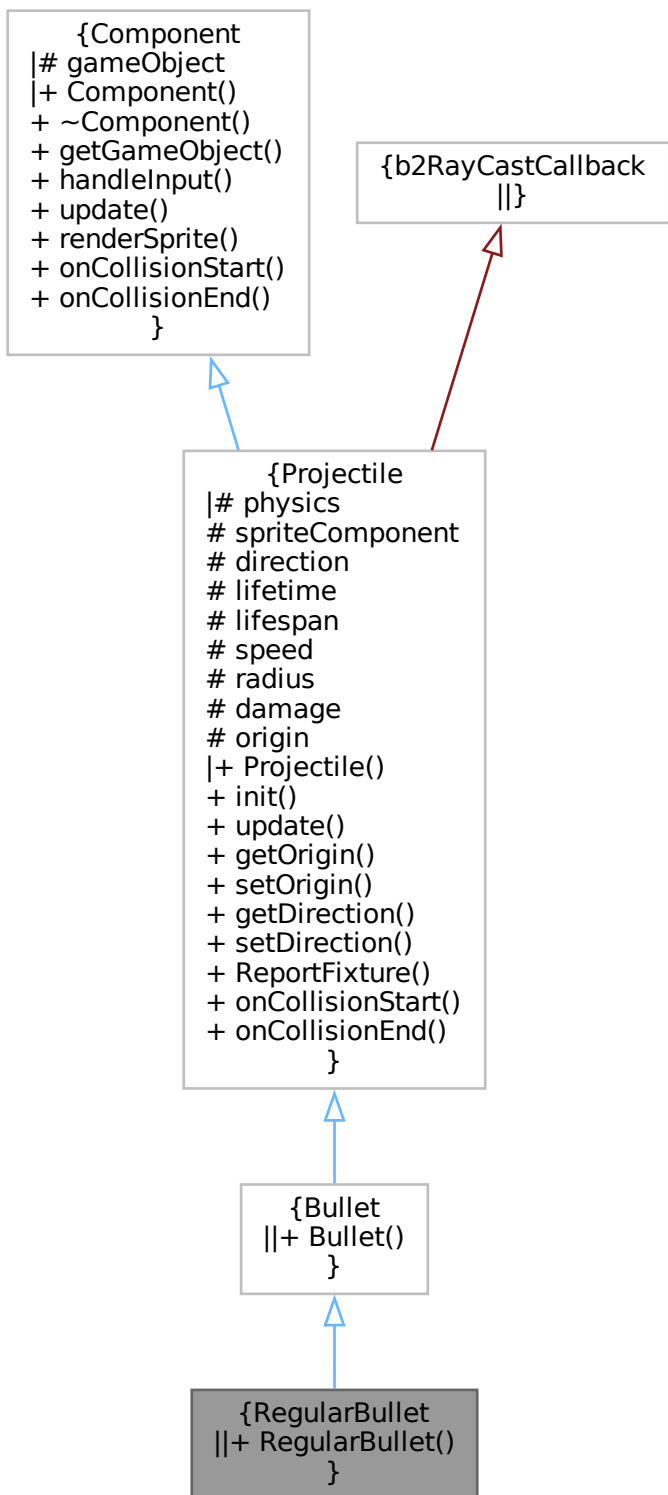 {Component
|# gameObject
|+ Component()
+ ~Component()
+ getGameObject()
+ handleInput()
+ update()
+ renderSprite()
+ onCollisionStart()
+ onCollisionEnd()
}
{b2RayCastCallback
||}
{Projectile
|# physics
# spriteComponent
# direction
# lifetime
# lifespan
# speed
# radius
# damage
# origin
|+ Projectile()
+ init()
+ update()
+ getOrigin()
+ setOrigin()
+ getDirection()
+ setDirection()
+ ReportFixture()
+ onCollisionStart()
+ onCollisionEnd()
}
{Bullet
||+ Bullet()
}
{RegularBullet
||+ RegularBullet()
}